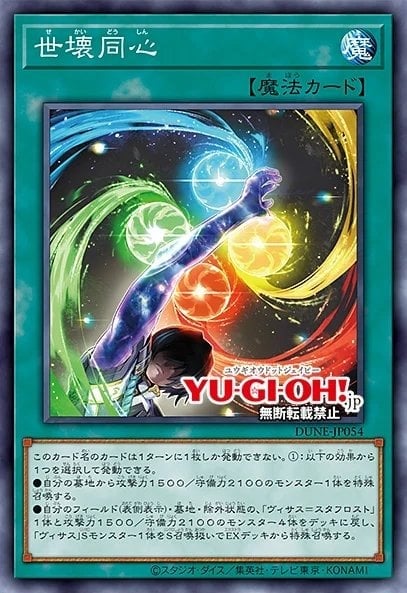 世壊同心
せかいどうしん
魔
【魔法カード】
まほう
ユウギオウドットジェイピー
YU-GI-OH!.jp
無断転載禁止
DUNE-JP054
このカード名のカードは1ターンに1枚しか発動できない。①:以下の効果から
1つを選択して発動できる。
●自分の墓地から攻撃力1500/守備力2100のモンスター1体を特殊
召喚する。
●自分のフィールド(表側表示)・墓地・除外状態の、「ヴィサス=スタフロスト」
1体と攻撃力1500/守備力2100のモンスター4体をデッキに戻し、
「ヴィサス」SモンスターS1体をS召喚扱いでEXデッキから特殊召喚する。
©スタジオ・ダイス/集英社・テレビ東京・KONAMI